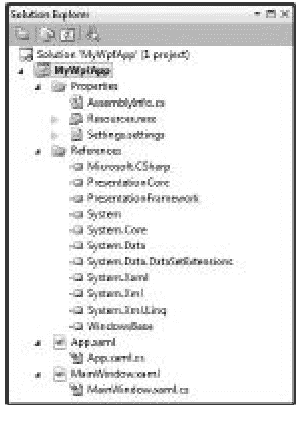 Solution Explorer
Solution 'MyWpfApp' (1 project)
MyWpfApp
Properties
AssemblyInfo.cs
Resources.resx
Settings.settings
References
Microsoft.CSharp
PresentationCore
PresentationFramework
System
System.Core
System.Data
System.Data.DataSetExtensions
System.Xaml
System.Xml
System.Xml.Linq
WindowsBase
App.xaml
App.xaml.cs
MainWindow.xaml
MainWindow.xaml.cs